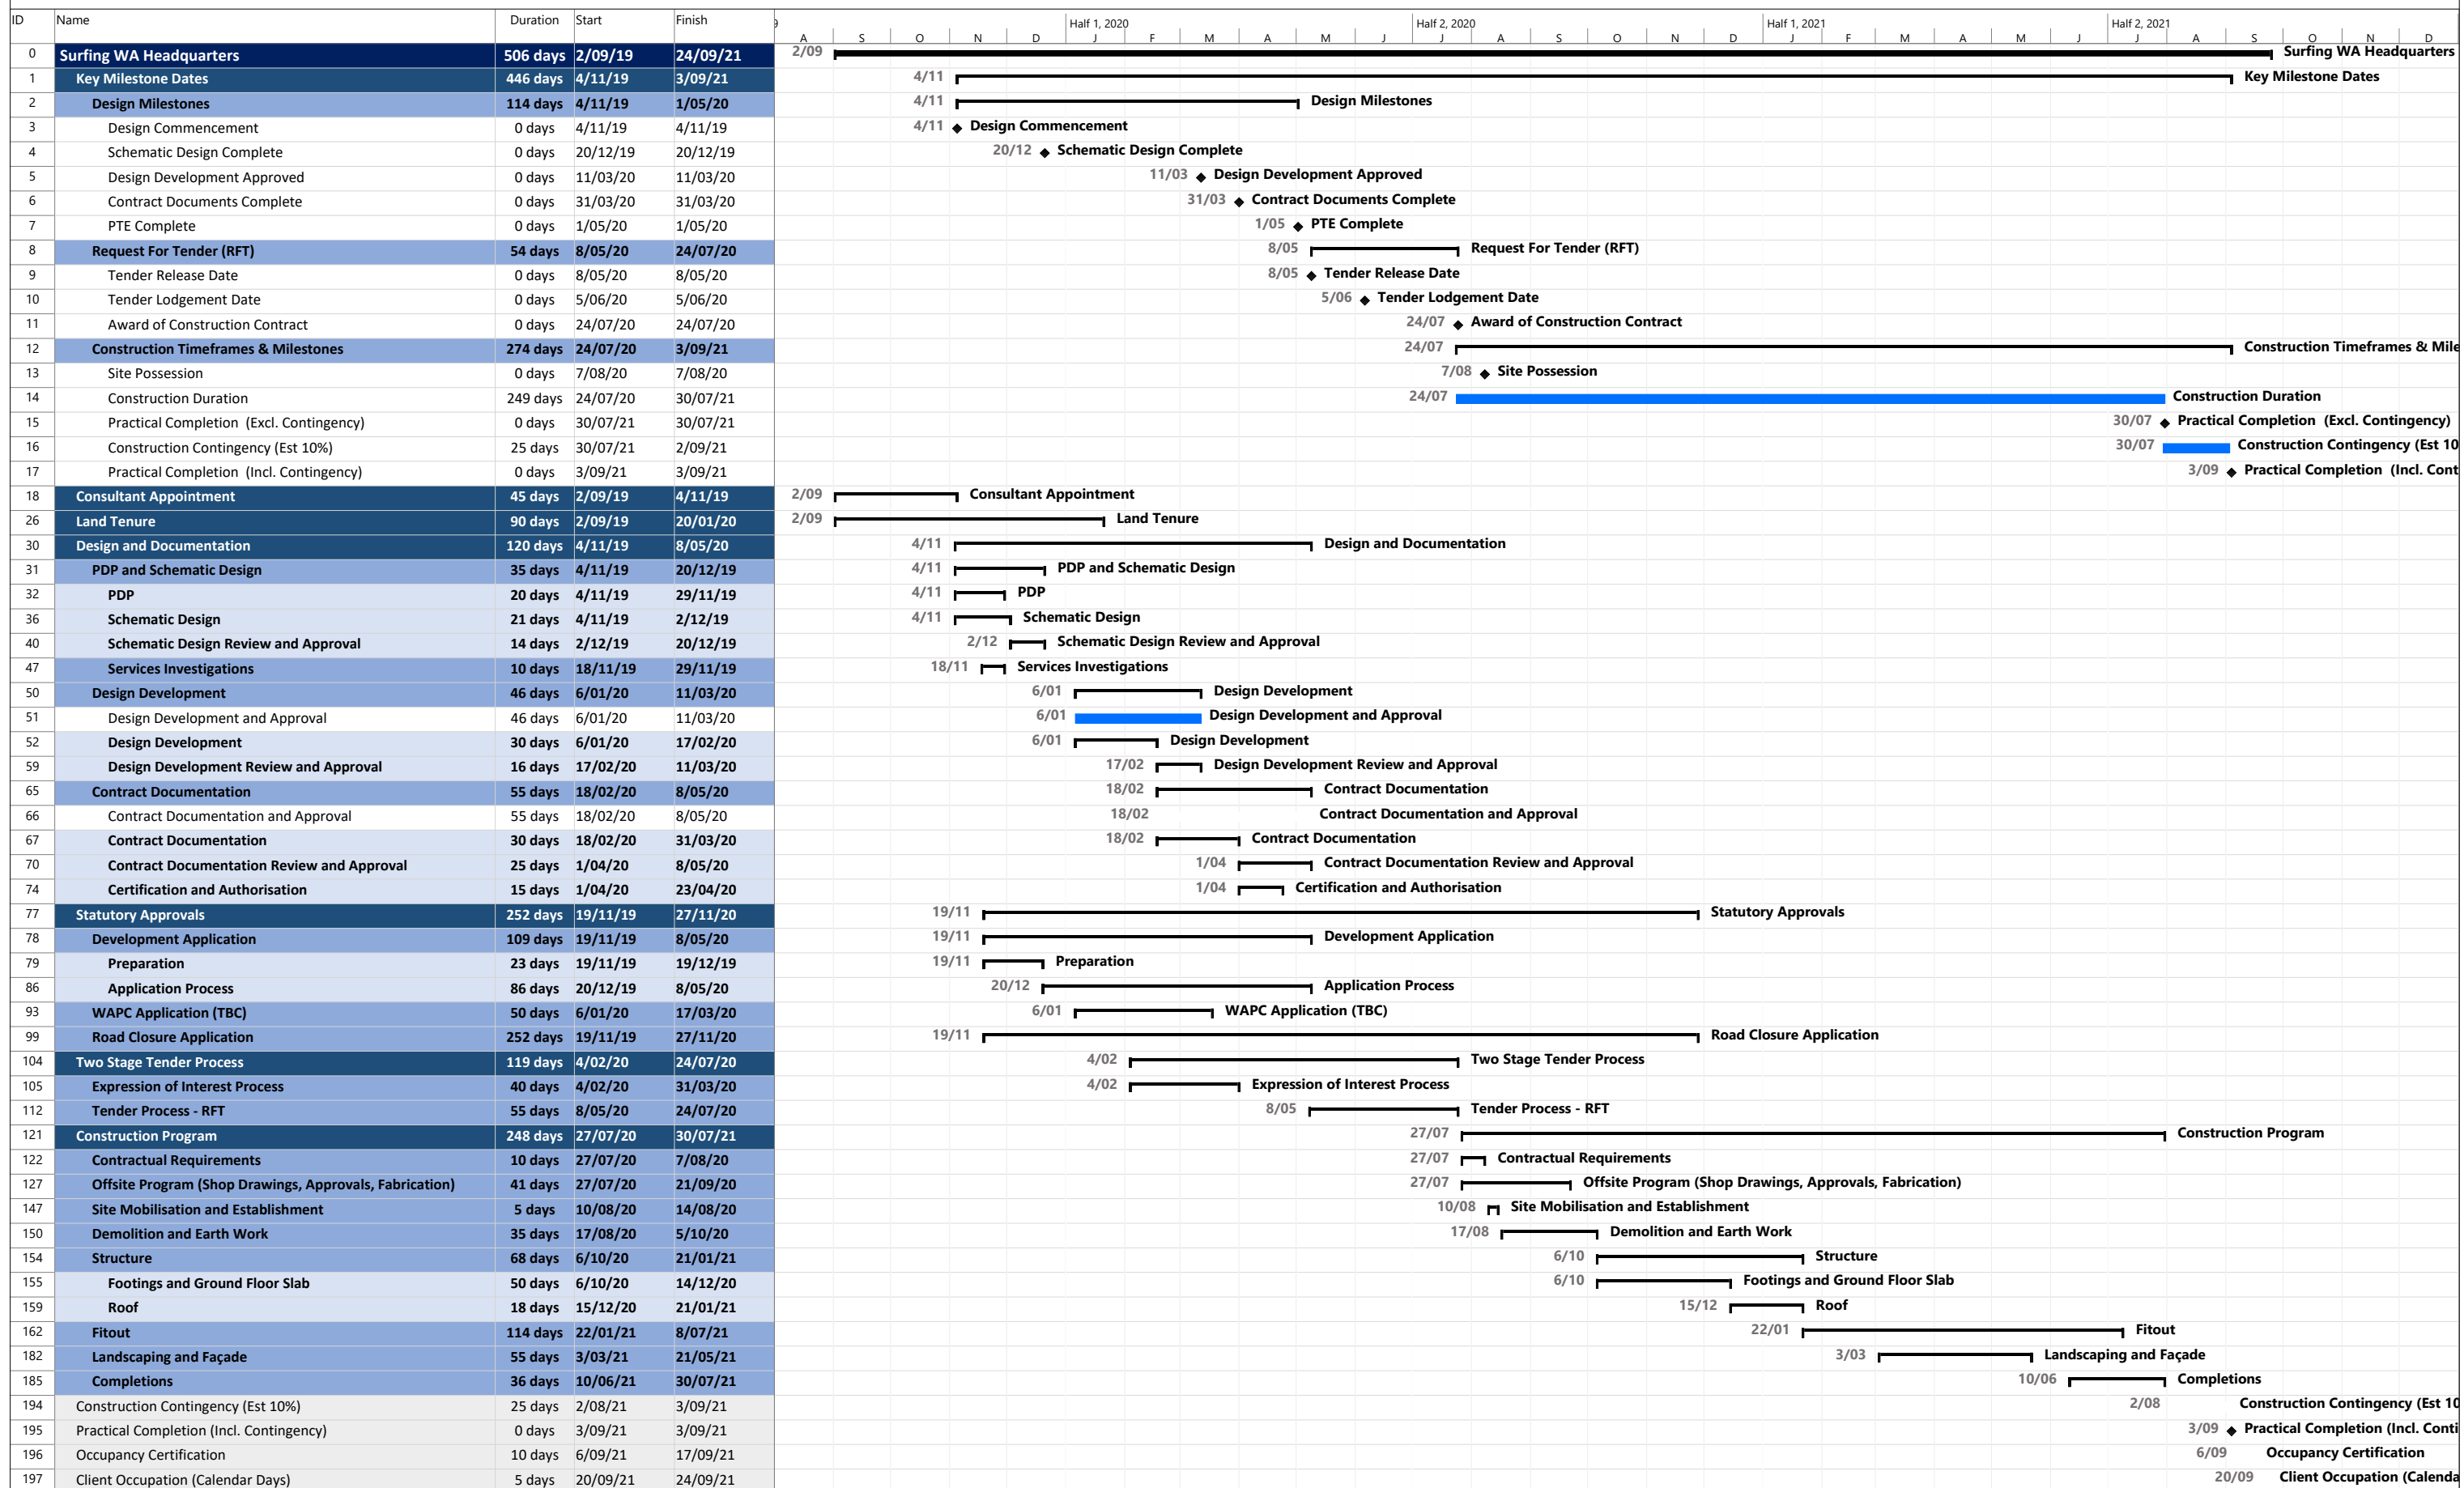 ID Name Duration Start Finish 9 Half 1, 2020 Half 2, 2020 Half 1, 2021 Half 2, 2021
A S O N D J F M A M J J A S O N D J F M A M J J A S O N D
0 Surfing WA Headquarters 506 days 2/09/19 24/09/21 2/09 Surfing WA Headquarters
1 Key Milestone Dates 446 days 4/11/19 3/09/21 4/11 Key Milestone Dates
2 Design Milestones 114 days 4/11/19 1/05/20 4/11 Design Milestones
3 Design Commencement 0 days 4/11/19 4/11/19 4/11 Design Commencement
4 Schematic Design Complete 0 days 20/12/19 20/12/19 20/12 Schematic Design Complete
5 Design Development Approved 0 days 11/03/20 11/03/20 11/03 Design Development Approved
6 Contract Documents Complete 0 days 31/03/20 31/03/20 31/03 Contract Documents Complete
7 PTE Complete 0 days 1/05/20 1/05/20 1/05 PTE Complete
8 Request For Tender (RFT) 54 days 8/05/20 24/07/20 8/05 Request For Tender (RFT)
9 Tender Release Date 0 days 8/05/20 8/05/20 8/05 Tender Release Date
10 Tender Lodgement Date 0 days 5/06/20 5/06/20 5/06 Tender Lodgement Date
11 Award of Construction Contract 0 days 24/07/20 24/07/20 24/07 Award of Construction Contract
12 Construction Timeframes & Milestones 274 days 24/07/20 3/09/21 24/07 Construction Timeframes & Mile
13 Site Possession 0 days 7/08/20 7/08/20 7/08 Site Possession
14 Construction Duration 249 days 24/07/20 30/07/21 24/07 Construction Duration
15 Practical Completion (Excl. Contingency) 0 days 30/07/21 30/07/21 30/07 Practical Completion (Excl. Contingency)
16 Construction Contingency (Est 10%) 25 days 30/07/21 2/09/21 30/07 Construction Contingency (Est 10
17 Practical Completion (Incl. Contingency) 0 days 3/09/21 3/09/21 3/09 Practical Completion (Incl. Cont
18 Consultant Appointment 45 days 2/09/19 4/11/19 2/09 Consultant Appointment
26 Land Tenure 90 days 2/09/19 20/01/20 2/09 Land Tenure
30 Design and Documentation 120 days 4/11/19 8/05/20 4/11 Design and Documentation
31 PDP and Schematic Design 35 days 4/11/19 20/12/19 4/11 PDP and Schematic Design
32 PDP 20 days 4/11/19 29/11/19 4/11 PDP
36 Schematic Design 21 days 4/11/19 2/12/19 4/11 Schematic Design
40 Schematic Design Review and Approval 14 days 2/12/19 20/12/19 2/12 Schematic Design Review and Approval
47 Services Investigations 10 days 18/11/19 29/11/19 18/11 Services Investigations
50 Design Development 46 days 6/01/20 11/03/20 6/01 Design Development
51 Design Development and Approval 46 days 6/01/20 11/03/20 6/01 Design Development and Approval
52 Design Development 30 days 6/01/20 17/02/20 6/01 Design Development
59 Design Development Review and Approval 16 days 17/02/20 11/03/20 17/02 Design Development Review and Approval
65 Contract Documentation 55 days 18/02/20 8/05/20 18/02 Contract Documentation
66 Contract Documentation and Approval 55 days 18/02/20 8/05/20 18/02 Contract Documentation and Approval
67 Contract Documentation 30 days 18/02/20 31/03/20 18/02 Contract Documentation
70 Contract Documentation Review and Approval 25 days 1/04/20 8/05/20 1/04 Contract Documentation Review and Approval
74 Certification and Authorisation 15 days 1/04/20 23/04/20 1/04 Certification and Authorisation
77 Statutory Approvals 252 days 19/11/19 27/11/20 19/11 Statutory Approvals
78 Development Application 109 days 19/11/19 8/05/20 19/11 Development Application
79 Preparation 23 days 19/11/19 19/12/19 19/11 Preparation
86 Application Process 86 days 20/12/19 8/05/20 20/12 Application Process
93 WAPC Application (TBC) 50 days 6/01/20 17/03/20 6/01 WAPC Application (TBC)
99 Road Closure Application 252 days 19/11/19 27/11/20 19/11 Road Closure Application
104 Two Stage Tender Process 119 days 4/02/20 24/07/20 4/02 Two Stage Tender Process
105 Expression of Interest Process 40 days 4/02/20 31/03/20 4/02 Expression of Interest Process
112 Tender Process - RFT 55 days 8/05/20 24/07/20 8/05 Tender Process - RFT
121 Construction Program 248 days 27/07/20 30/07/21 27/07 Construction Program
122 Contractual Requirements 10 days 27/07/20 7/08/20 27/07 Contractual Requirements
127 Offsite Program (Shop Drawings, Approvals, Fabrication) 41 days 27/07/20 21/09/20 27/07 Offsite Program (Shop Drawings, Approvals, Fabrication)
147 Site Mobilisation and Establishment 5 days 10/08/20 14/08/20 10/08 Site Mobilisation and Establishment
150 Demolition and Earth Work 35 days 17/08/20 5/10/20 17/08 Demolition and Earth Work
154 Structure 68 days 6/10/20 21/01/21 6/10 Structure
155 Footings and Ground Floor Slab 50 days 6/10/20 14/12/20 6/10 Footings and Ground Floor Slab
159 Roof 18 days 15/12/20 21/01/21 15/12 Roof
162 Fitout 114 days 22/01/21 8/07/21 22/01 Fitout
182 Landscaping and Façade 55 days 3/03/21 21/05/21 3/03 Landscaping and Façade
185 Completions 36 days 10/06/21 30/07/21 10/06 Completions
194 Construction Contingency (Est 10%) 25 days 2/08/21 3/09/21 2/08 Construction Contingency (Est 10
195 Practical Completion (Incl. Contingency) 0 days 3/09/21 3/09/21 3/09 Practical Completion (Incl. Conti
196 Occupancy Certification 10 days 6/09/21 17/09/21 6/09 Occupancy Certification
197 Client Occupation (Calendar Days) 5 days 20/09/21 24/09/21 20/09 Client Occupation (Calenda